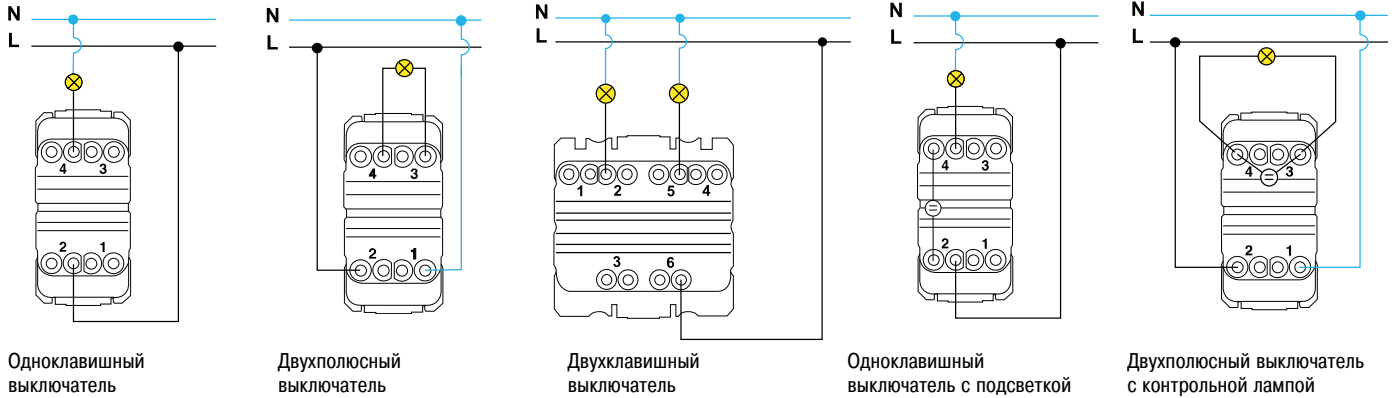 N
L
4 3
2 1
Одноклавишный
выключатель
N
L
4 3
2 1
Двухполюсный
выключатель
N
L
1 2 5 4
3 6
Двухклавишный
выключатель
N
L
4 3
2 1
Одноклавишный
выключатель с подсветкой
N
L
4 3
2 1
Двухполюсный выключатель
с контрольной лампой